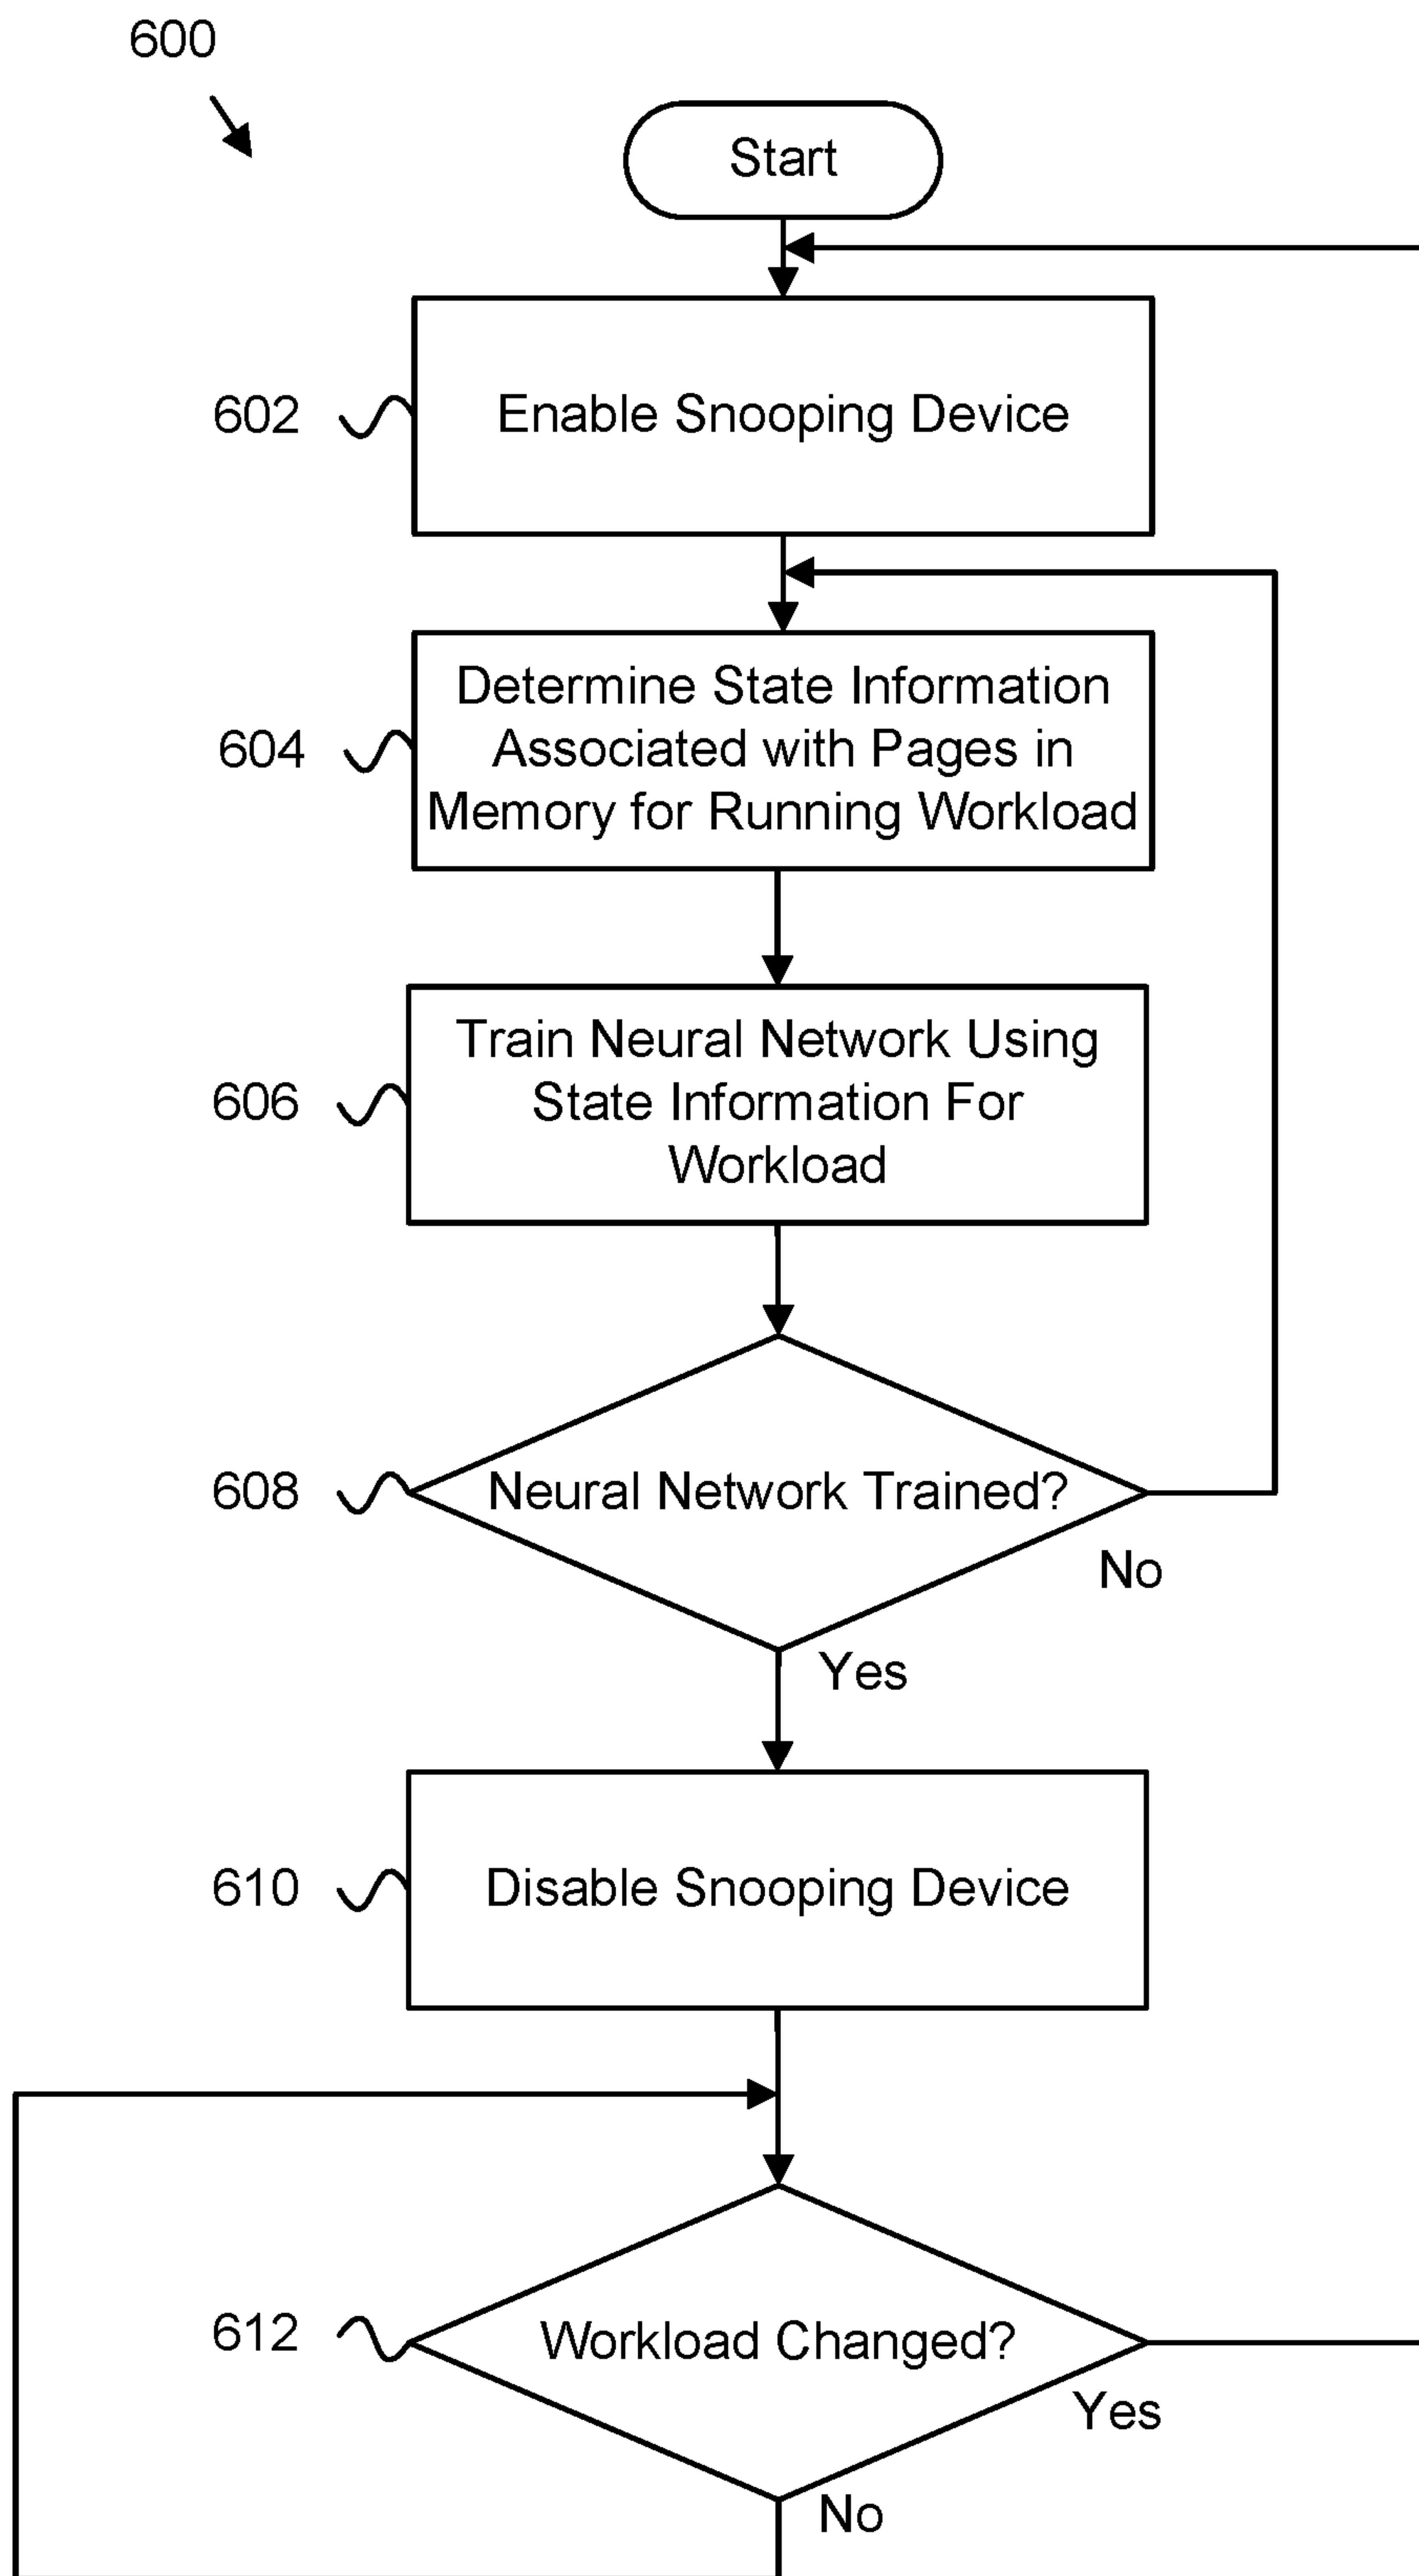 600
Start
602
Enable Snooping Device
604
Determine State Information
Associated with Pages in
Memory for Running Workload
606
Train Neural Network Using
State Information For
Workload
608
Neural Network Trained?
No
Yes
610
Disable Snooping Device
612
Workload Changed?
Yes
No